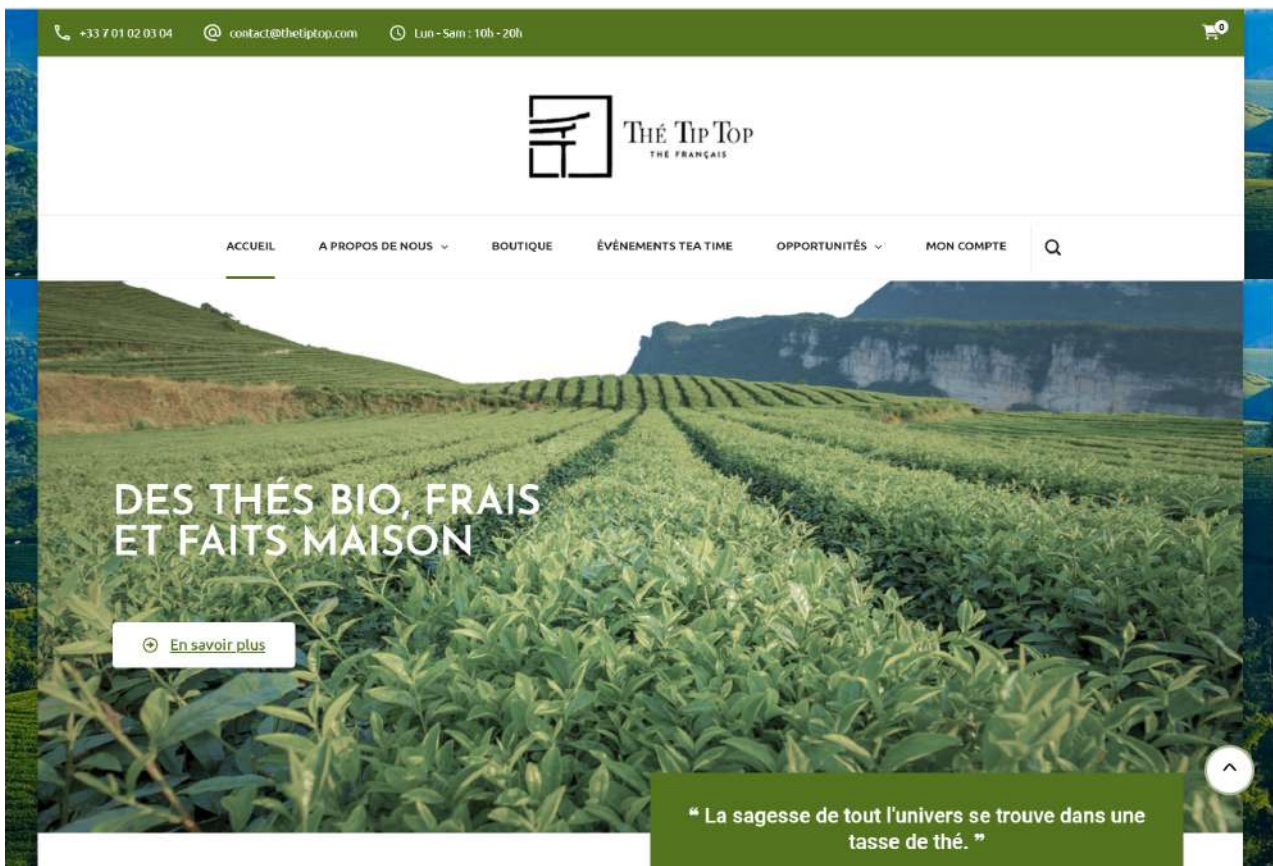 +33 7 01 02 03 04 contact@thetiptop.com Lun - Sam : 10h - 20h 0
THÉ TIP TOP
THÉ FRANÇAIS
ACCUEIL A PROPOS DE NOUS BOUTIQUE ÉVÈNEMENTS TEA TIME OPPORTUNITÉS MON COMPTE
DES THÉS BIO, FRAIS
ET FAITS MAISON
En savoir plus
❝ La sagesse de tout l'univers se trouve dans une
tasse de thé. ❞